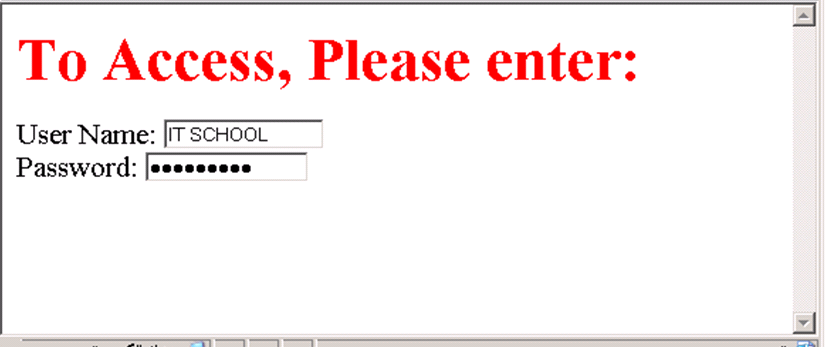 To Access, Please enter:
User Name: IT SCHOOL
Password: •••••••••